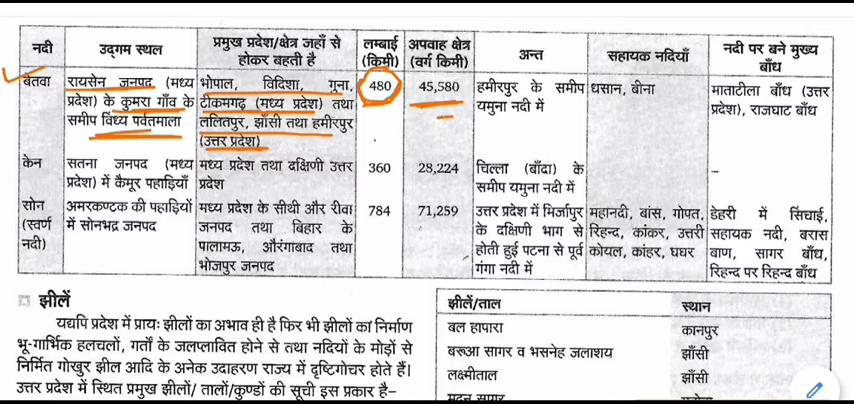 नदी
उद्गम स्थल
प्रमुख प्रदेश/क्षेत्र जहाँ से
होकर बहती है
लम्बाई
(किमी)
अपवाह क्षेत्र
(वर्ग किमी)
अन्त
सहायक नदियाँ
नदी पर बने मुख्य
बाँध
बेतवा
रायसेन जनपद (मध्य
प्रदेश) के कुमरा गाँव के
समीप विंध्य पर्वतमाला
भोपाल, विदिशा, गुना,
टीकमगढ़ (मध्य प्रदेश) तथा
ललितपुर, झाँसी तथा हमीरपुर
(उत्तर प्रदेश)
480
45,580
हमीरपुर के समीप
यमुना नदी में
धसान, बीना
माताटीला बाँध (उत्तर
प्रदेश), राजघाट बाँध
केन
सतना जनपद (मध्य
प्रदेश) में कैमूर पहाड़ियाँ
मध्य प्रदेश तथा दक्षिणी उत्तर
प्रदेश
360
28,224
चिल्ला (बाँदा) के
समीप यमुना नदी में
–
सोन
(स्वर्ण
नदी)
अमरकण्टक की पहाड़ियों
में सोनभद्र जनपद
मध्य प्रदेश के सीधी और रीवा
जनपद तथा बिहार के
पालामऊ, औरंगाबाद तथा
भोजपुर जनपद
784
71,259
उत्तर प्रदेश में मिर्जापुर
के दक्षिणी भाग से
होती हुई पटना से पूर्व
गंगा नदी में
महानदी, बांस, गोपत,
रिहन्द, कांकर, उत्तरी
कोयल, कांहर, घघर
डेहरी में सिंचाई,
सहायक नदी, बरास
बाण, सागर बाँध,
रिहन्द पर रिहन्द बाँध
झीलें
यद्यपि प्रदेश में प्रायः झीलों का अभाव ही है फिर भी झीलों का निर्माण
भू-गार्भिक हलचलों, गर्तों के जलप्लावित होने से तथा नदियों के मोड़ों से
निर्मित गोखुर झील आदि के अनेक उदाहरण राज्य में दृष्टिगोचर होते हैं।
उत्तर प्रदेश में स्थित प्रमुख झीलों/ तालों/कुण्डों की सूची इस प्रकार है–
झीलें/ताल
स्थान
बल हापारा
कानपुर
बरूआ सागर व भसनेह जलाशय
झाँसी
लक्ष्मीताल
झाँसी
मदन सागर